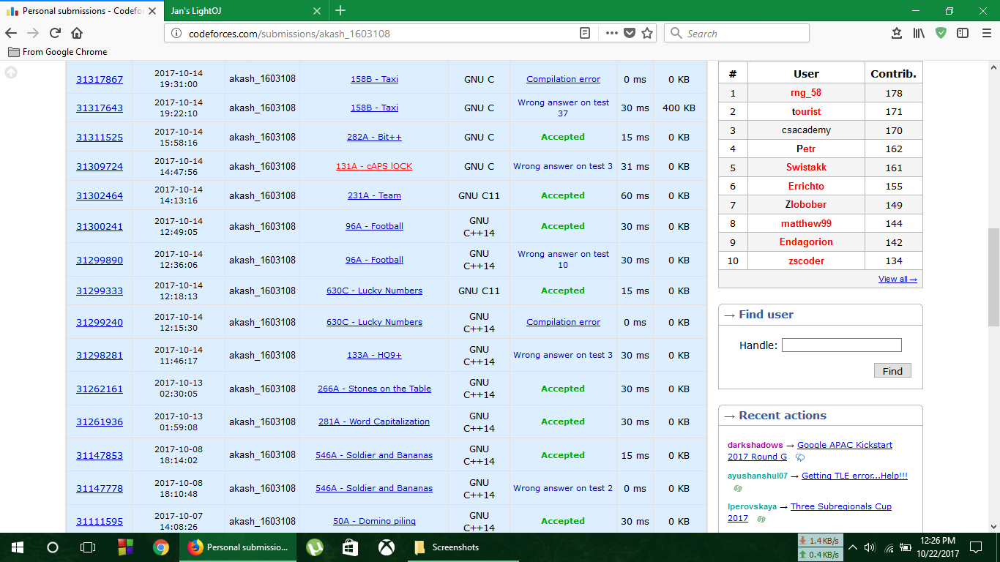 Personal submissions - Codefor
Jan's LightOJ
codeforces.com/submissions/akash_1603108
Search
From Google Chrome
31317867 2017-10-14 19:31:00 akash_1603108 158B - Taxi GNU C Compilation error 0 ms 0 KB
31317643 2017-10-14 19:22:10 akash_1603108 158B - Taxi GNU C Wrong answer on test 37 30 ms 400 KB
31311525 2017-10-14 15:58:16 akash_1603108 282A - Bit++ GNU C Accepted 15 ms 0 KB
31309724 2017-10-14 14:47:56 akash_1603108 131A - cAPS lOCK GNU C Wrong answer on test 3 31 ms 0 KB
31302464 2017-10-14 14:13:16 akash_1603108 231A - Team GNU C11 Accepted 60 ms 0 KB
31300241 2017-10-14 12:49:05 akash_1603108 96A - Football GNU C++14 Accepted 30 ms 0 KB
31299890 2017-10-14 12:36:06 akash_1603108 96A - Football GNU C++14 Wrong answer on test 10 30 ms 0 KB
31299333 2017-10-14 12:18:13 akash_1603108 630C - Lucky Numbers GNU C11 Accepted 15 ms 0 KB
31299240 2017-10-14 12:15:30 akash_1603108 630C - Lucky Numbers GNU C++14 Compilation error 0 ms 0 KB
31298281 2017-10-14 11:46:17 akash_1603108 133A - HQ9+ GNU C++14 Wrong answer on test 3 30 ms 0 KB
31262161 2017-10-13 02:30:05 akash_1603108 266A - Stones on the Table GNU C++14 Accepted 30 ms 0 KB
31261936 2017-10-13 01:59:08 akash_1603108 281A - Word Capitalization GNU C++14 Accepted 30 ms 0 KB
31147853 2017-10-08 18:14:02 akash_1603108 546A - Soldier and Bananas GNU C++14 Accepted 15 ms 0 KB
31147778 2017-10-08 18:10:48 akash_1603108 546A - Soldier and Bananas GNU C++14 Wrong answer on test 2 0 ms 0 KB
31111595 2017-10-07 14:08:26 akash_1603108 50A - Domino piling GNU C++14 Accepted 30 ms 0 KB
# User Contrib.
1 rng_58 178
2 tourist 171
3 csacademy 170
4 Petr 162
5 Swistakk 161
6 Errichto 155
7 Zlobober 149
8 matthew99 144
9 Endagorion 142
10 zscoder 134
View all →
→ Find user
Handle:
Find
→ Recent actions
darkshadows → Google APAC Kickstart
2017 Round G
ayushanshul07 → Getting TLE error...Help!!!
lperovskaya → Three Subregionals Cup
2017
Personal submissio...
Screenshots
1.4 KB/s
0.4 KB/s
12:26 PM
10/22/2017